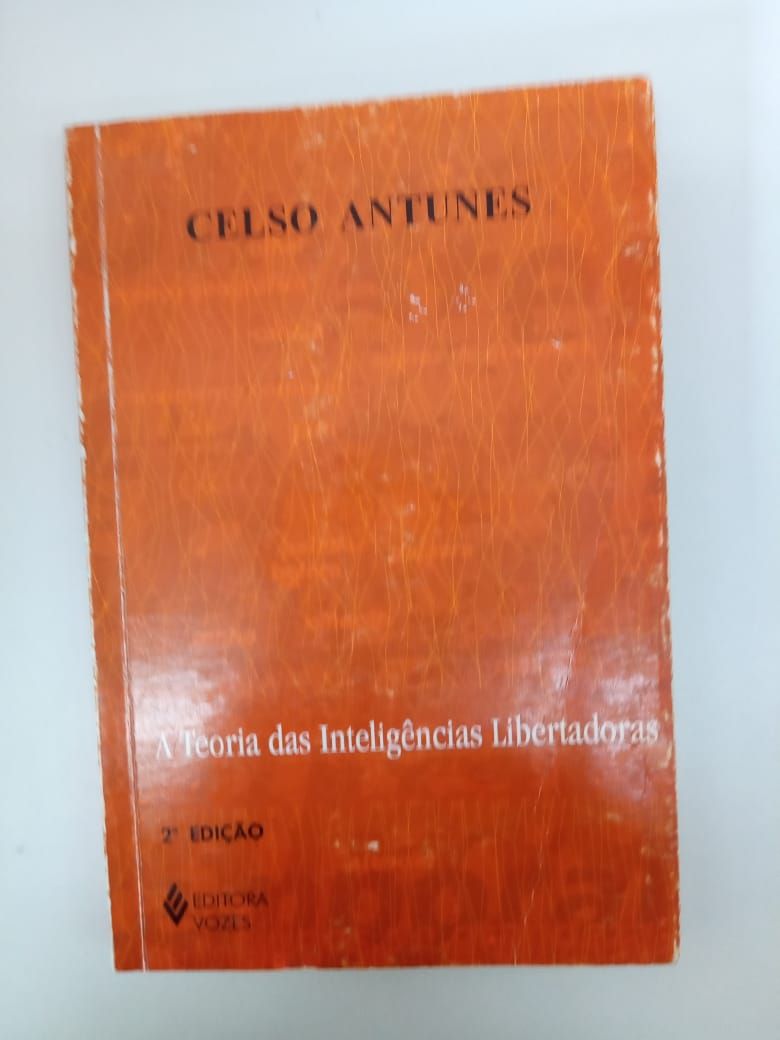 CELSO ANTUNES
A Teoria das Inteligências Libertadoras
2ª EDIÇÃO
EDITORA
VOZES